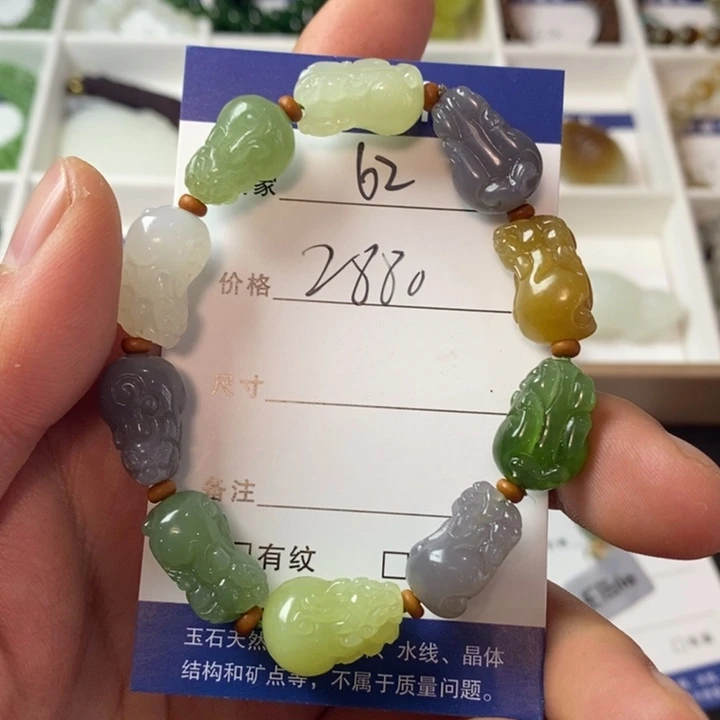 家 62
价格 2880
尺寸
备注
有纹
玉石天然 、水线、晶体
结构和矿点等，不属于质量问题。